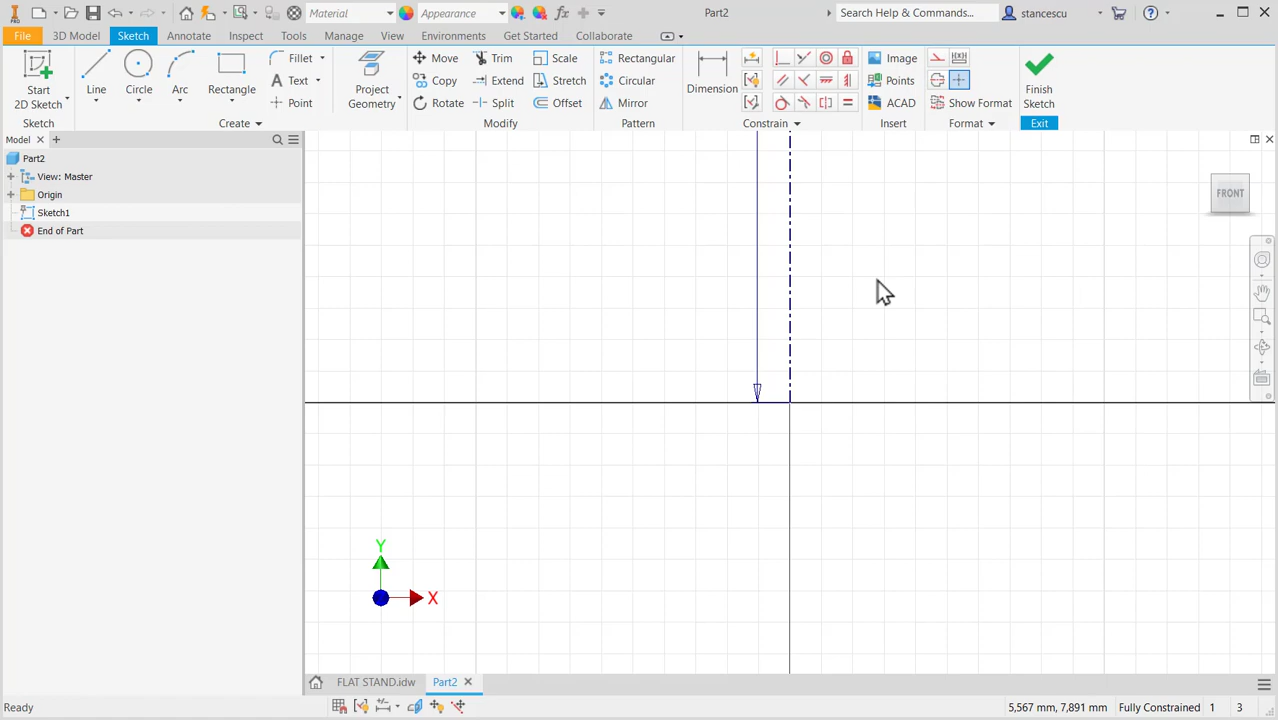 PRO Material Appearance Part2 Search Help & Commands... stancescu
File 3D Model Sketch Annotate Inspect Tools Manage View Environments Get Started Collaborate
Start 2D Sketch
Sketch
Line Circle Arc Rectangle
Fillet
Text
Point
Create
Project Geometry
Move Trim Scale
Copy Extend Stretch
Rotate Split Offset
Modify
Rectangular
Circular
Mirror
Pattern
Dimension
Constrain
Image
Points
ACAD
Insert
Show Format
Format
Finish Sketch
Exit
Model
Part2
View: Master
Origin
Sketch1
End of Part
FRONT
Y
X
FLAT STAND.idw Part2
Ready 5,567 mm, 7,891 mm Fully Constrained 1 3